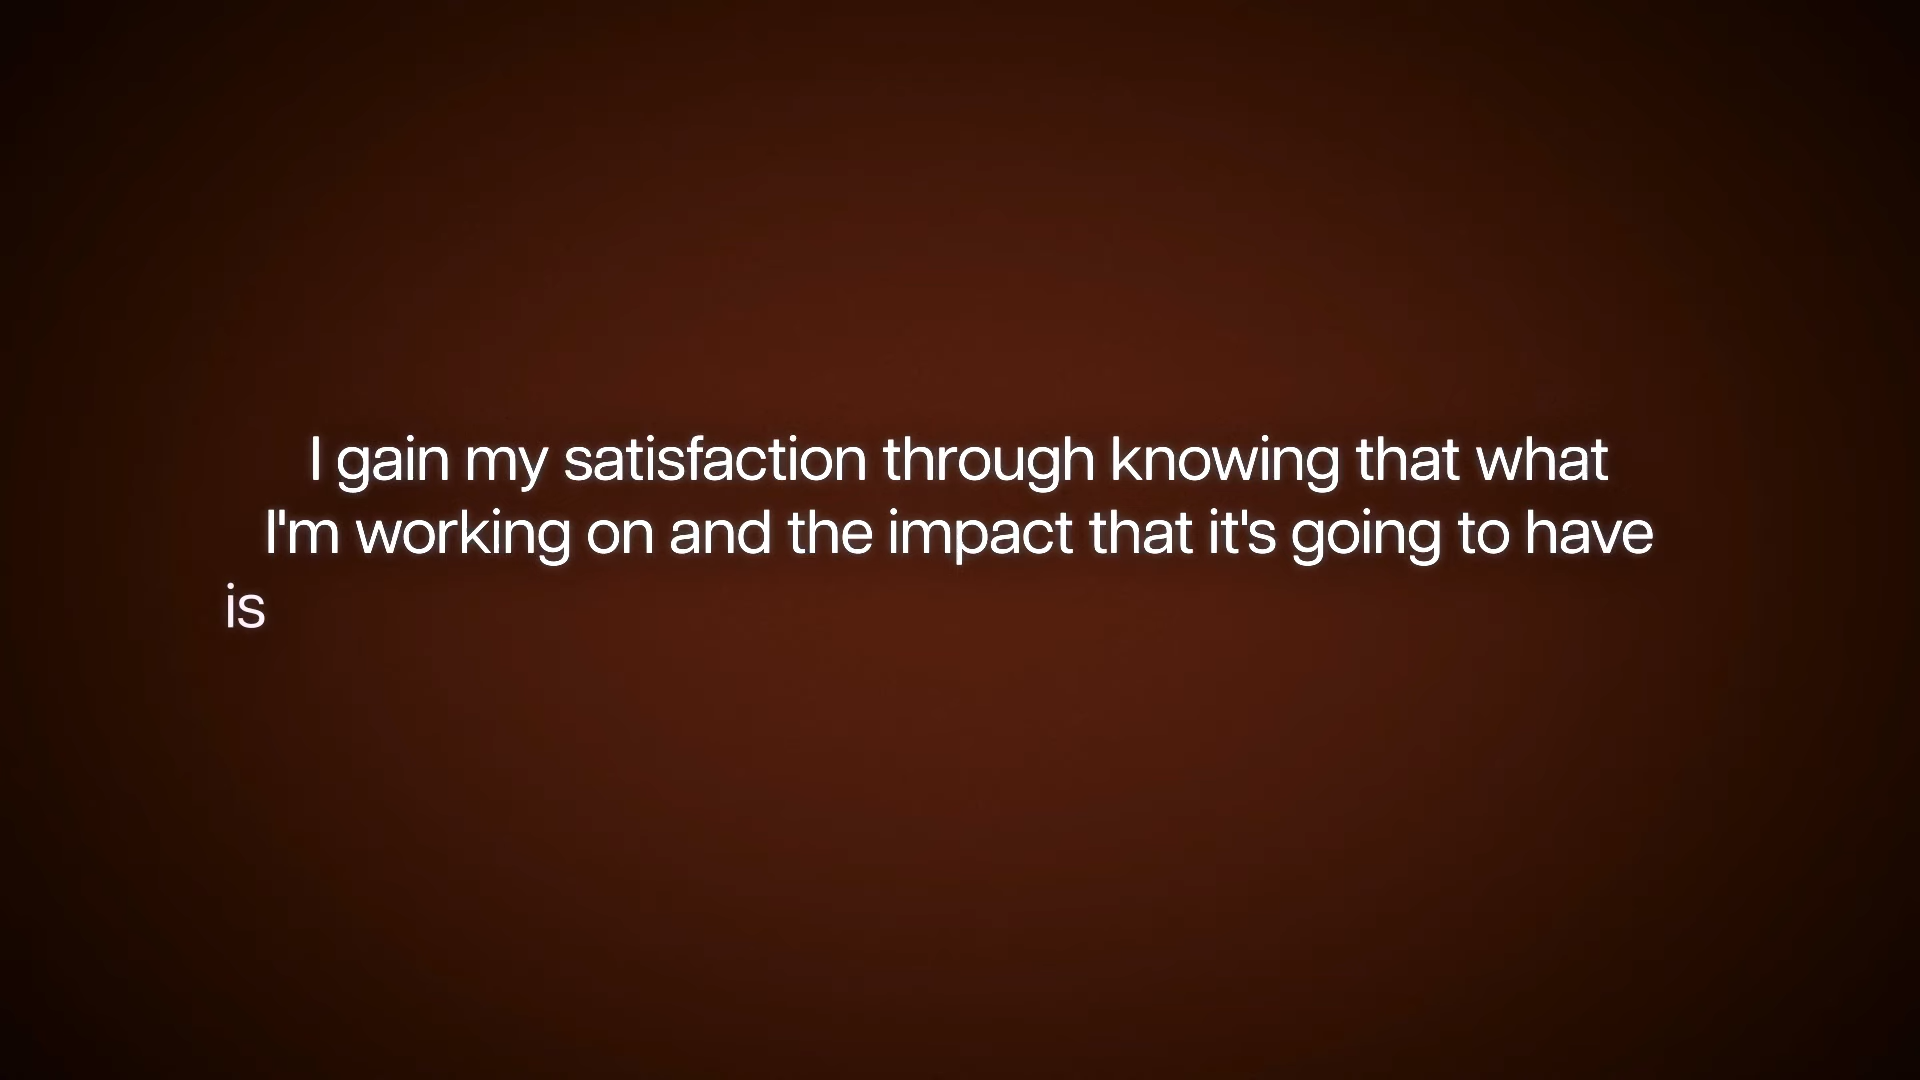 I gain my satisfaction through knowing that what
I'm working on and the impact that it's going to have
is